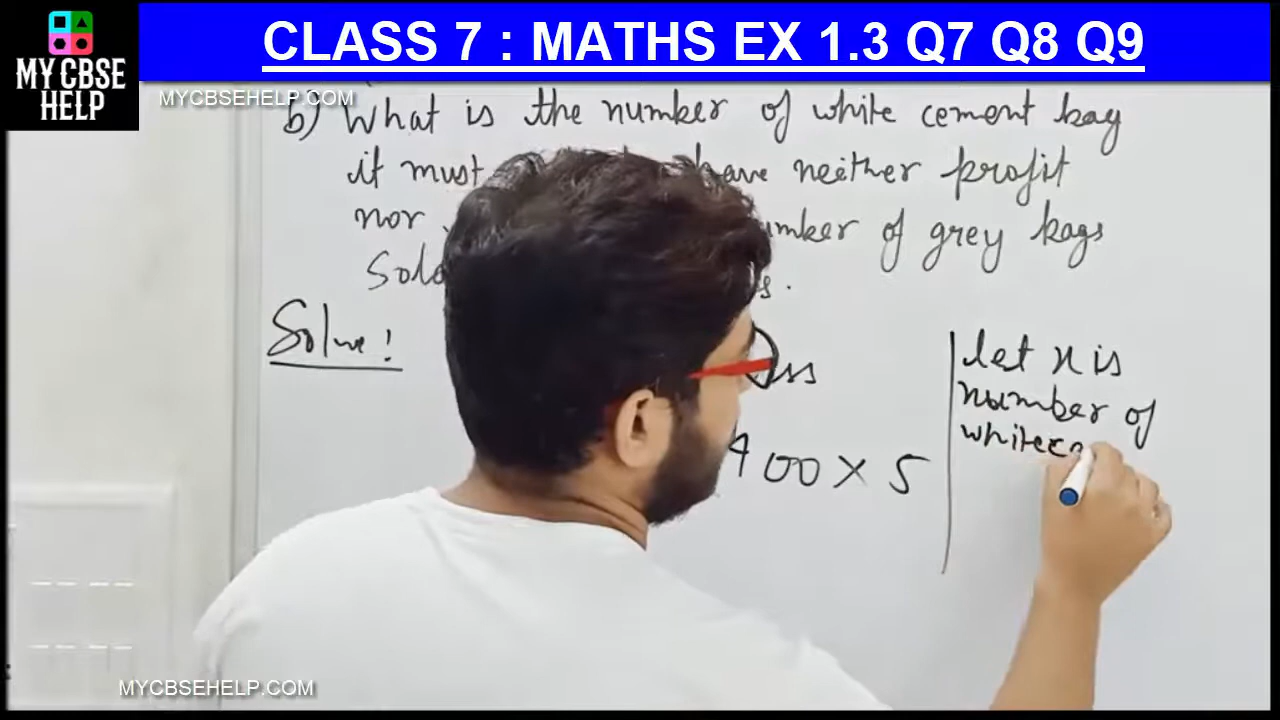 CLASS 7 : MATHS EX 1.3 Q7 Q8 Q9
MY CBSE
HELP
MYCBSEHELP.COM
b) What is the number of white cement bag
it must have neither profit
nor number of grey bags
Solve!
400 × 5
let x is
number of
white
MYCBSEHELP.COM